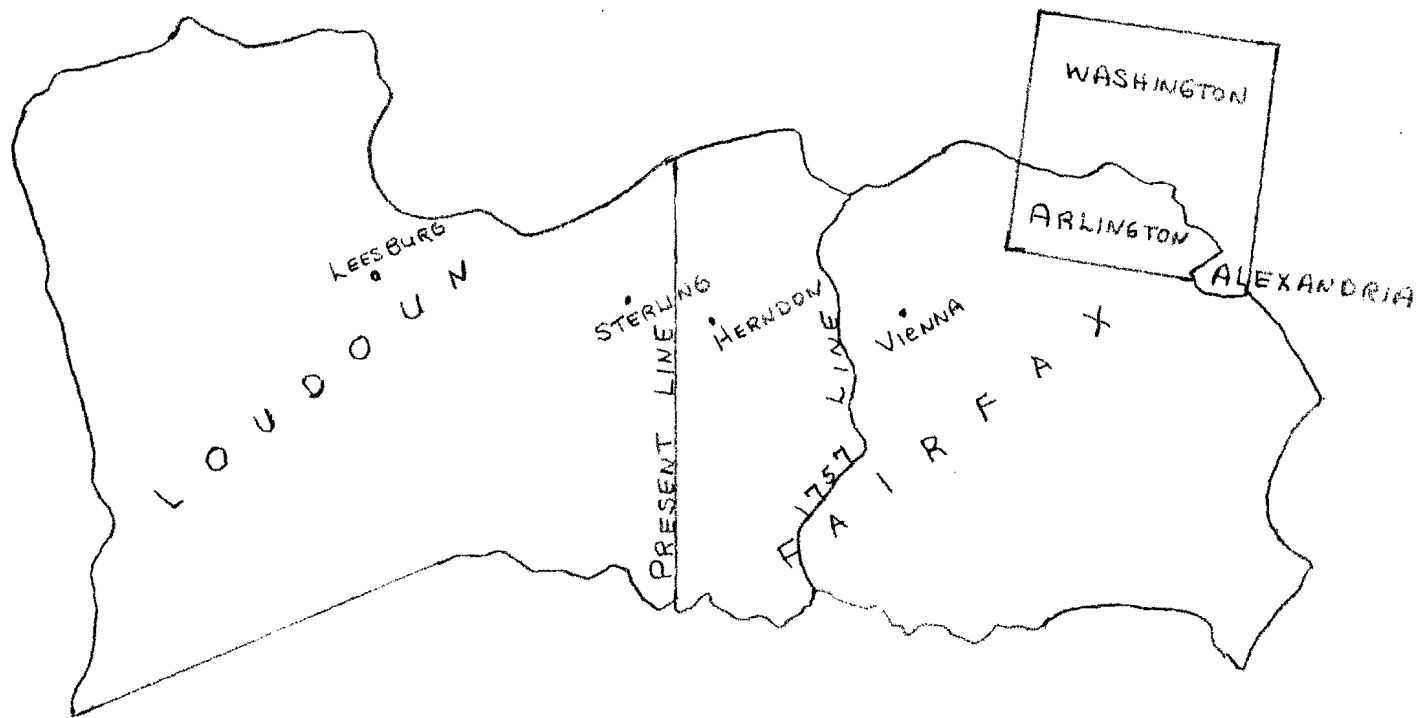 WASHINGTON
ARLINGTON
ALEXANDRIA
LEESBURG
LOUDOUN
STERLING
HERNDON
VIENNA
PRESENT LINE
1757 LINE
FAIRFAX